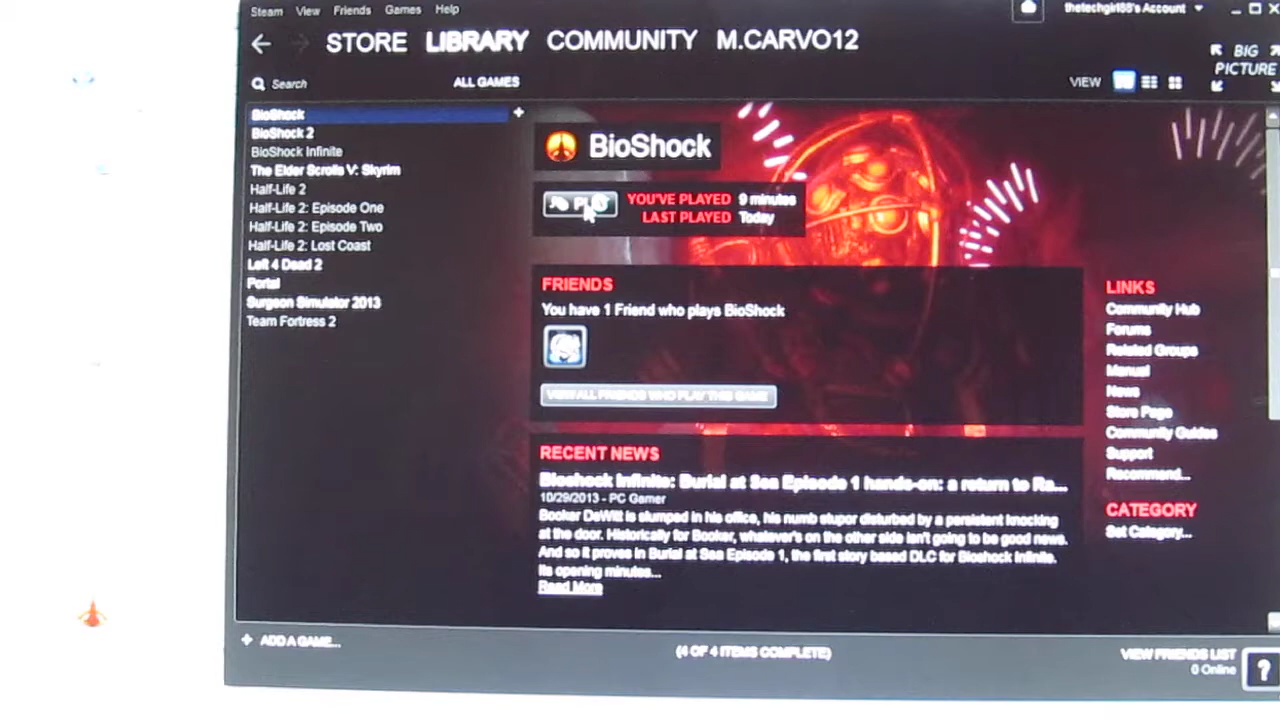 Steam View Friends Games Help
thetechgirl88's Account
STORE LIBRARY COMMUNITY M.CARVO12
BIG
PICTURE
Search
ALL GAMES
VIEW
BioShock
BioShock 2
BioShock Infinite
The Elder Scrolls V: Skyrim
Half-Life 2
Half-Life 2: Episode One
Half-Life 2: Episode Two
Half-Life 2: Lost Coast
Left 4 Dead 2
Portal
Surgeon Simulator 2013
Team Fortress 2
+ ADD A GAME...
BioShock
YOU'VE PLAYED 9 minutes
LAST PLAYED Today
FRIENDS
You have 1 Friend who plays BioShock
VIEW ALL FRIENDS WHO PLAY THIS GAME
RECENT NEWS
Bioshock Infinite: Burial at Sea Episode 1 hands-on: a return to Ra...
10/29/2013 - PC Gamer
Booker DeWitt is slumped in his office, his numb stupor disturbed by a persistent knocking
at the door. Historically for Booker, whatever's on the other side isn't going to be good news.
And so it proves in Burial at Sea Episode 1, the first story based DLC for Bioshock Infinite.
Its opening minutes...
Read More
LINKS
Community Hub
Forums
Related Groups
Manual
News
Store Page
Community Guides
Support
Recommend...
CATEGORY
Set Category...
(4 OF 4 ITEMS COMPLETE)
VIEW FRIENDS LIST
0 Online
?